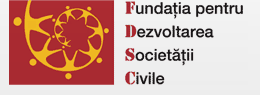 Fundația pentru
Dezvoltarea
Societății
Civile